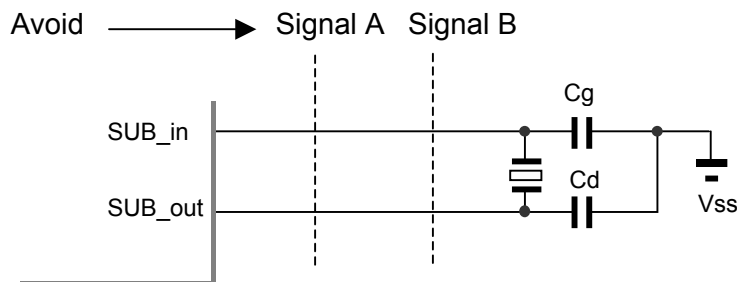 Avoid Signal A Signal B
Cg
SUB_in
Cd
SUB_out
Vss